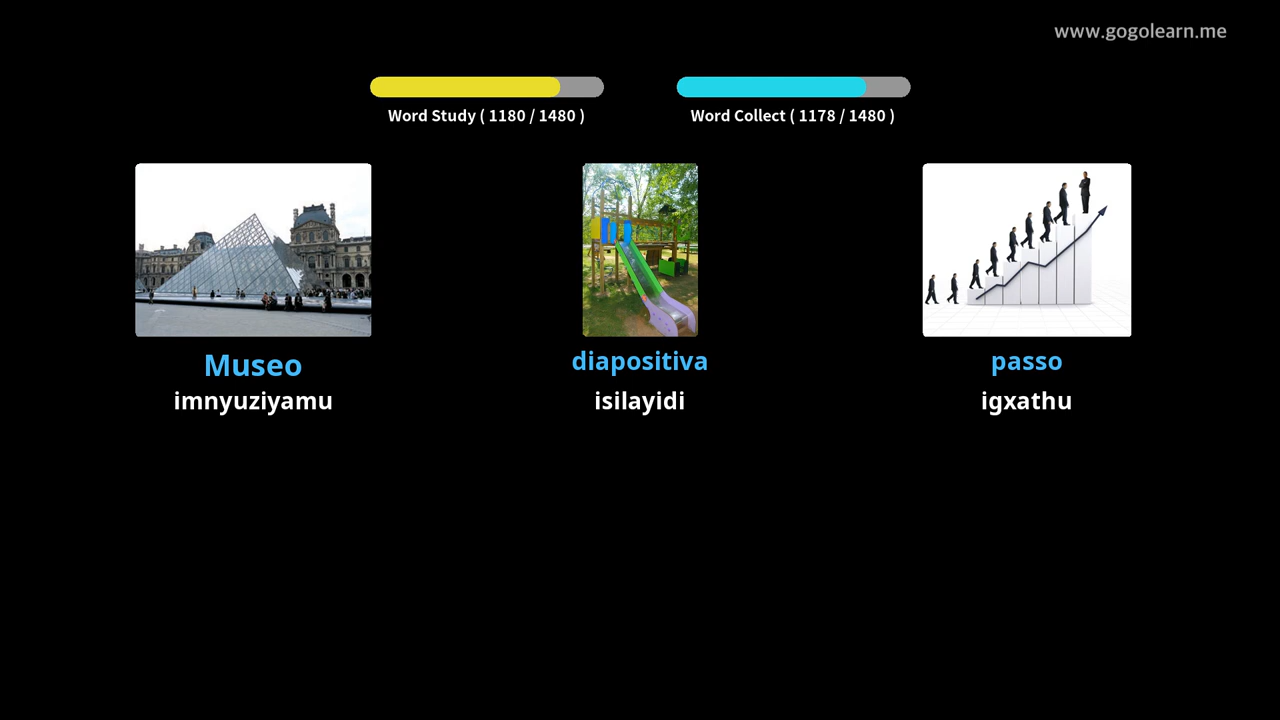 www.gogolearn.me
Word Study ( 1180 / 1480 )
Word Collect ( 1178 / 1480 )
Museo
imnyuziyamu
diapositiva
isilayidi
passo
igxathu